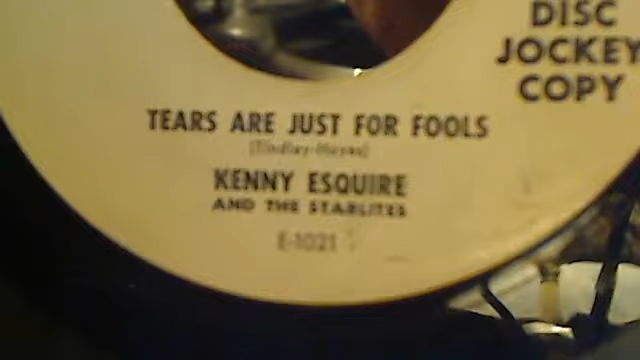 DISC
JOCKEY
COPY
TEARS ARE JUST FOR FOOLS
KENNY ESQUIRE
AND THE STARLITES
E-1021